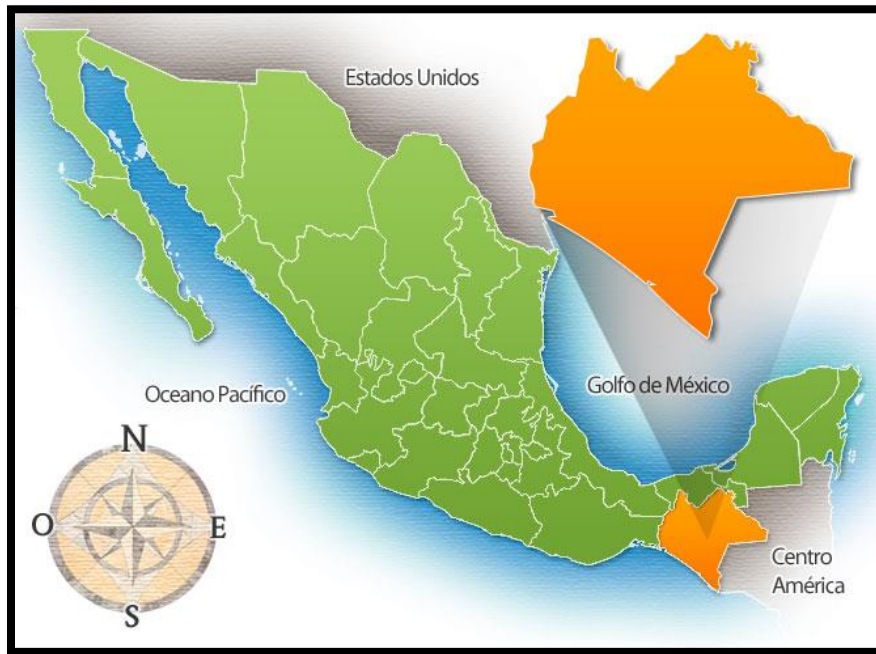 Estados Unidos
Golfo de México
Oceano Pacífico
N
O
E
S
Centro
América